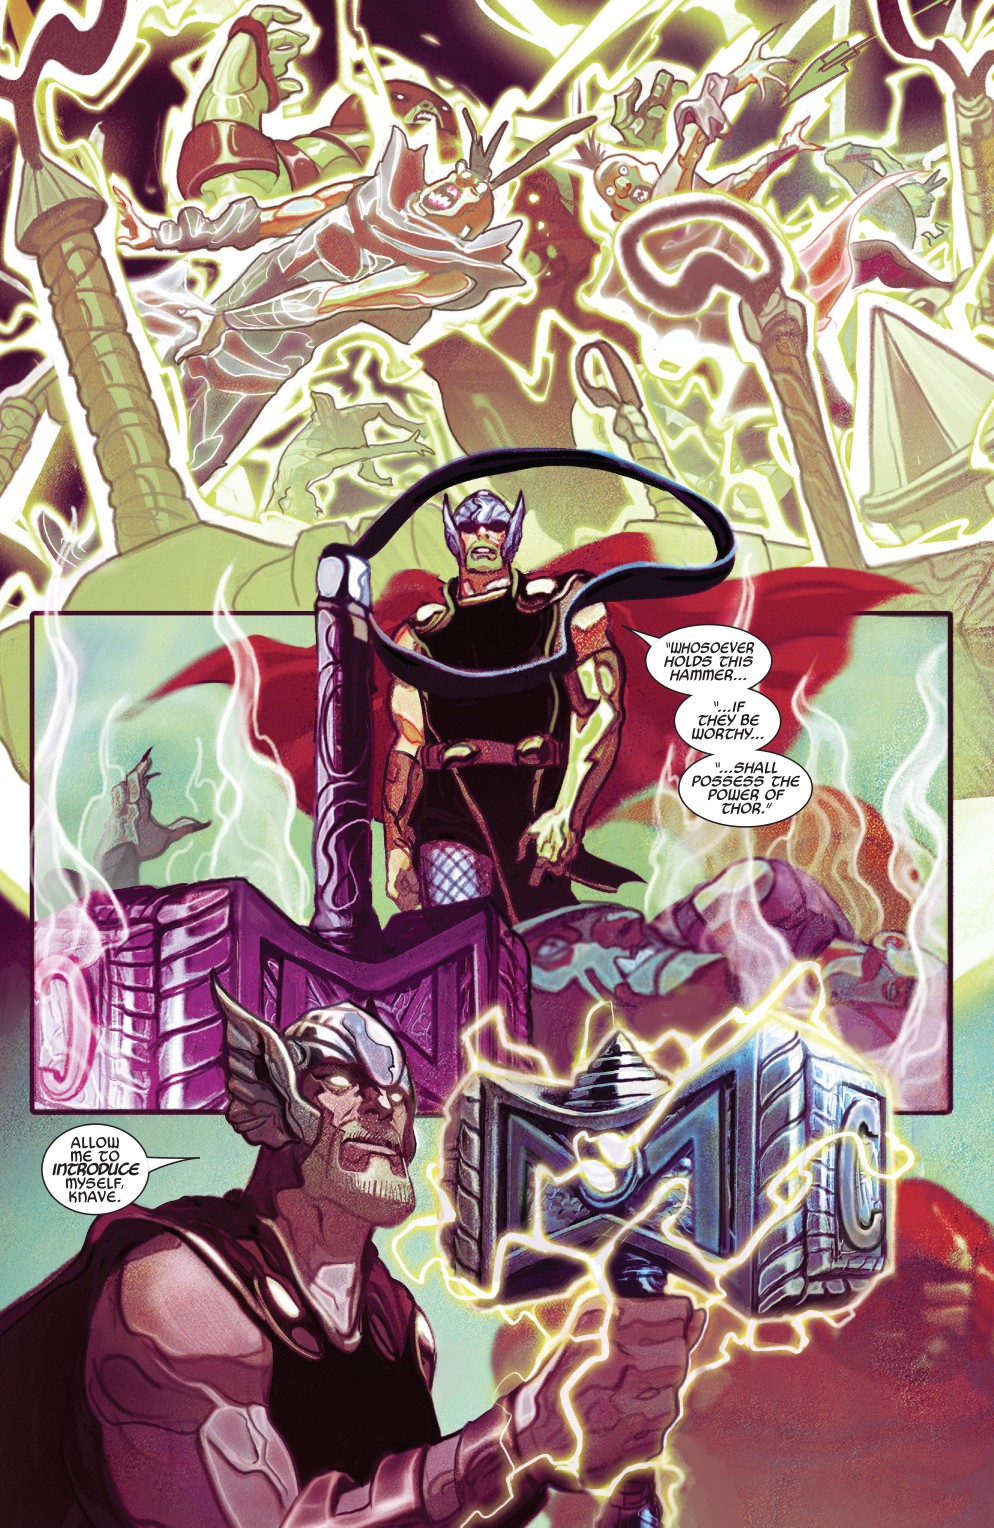 "WHOSOEVER
HOLDS THIS
HAMMER...
"...IF
THEY BE
WORTHY...
"...SHALL
POSSESS THE
POWER OF
THOR."
ALLOW
ME TO
INTRODUCE
MYSELF,
KNAVE.